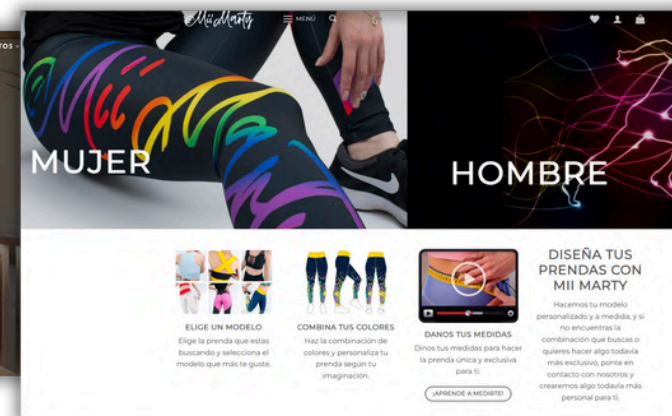 TOS
Mii Marty
MENÚ
Mii Ma
MUJER
HOMBRE
ELIGE UN MODELO
Elige la prenda que estas
buscando y selecciona el
modelo que más te guste.
COMBINA TUS COLORES
Haz la combinación de
colores y personaliza tu
prenda según tu
imaginación.
DANOS TUS MEDIDAS
Dinos tus medidas para hacer
la prenda única y exclusiva
para ti.
¡APRENDE A MEDIRTE!
DISEÑA TUS
PRENDAS CON
MII MARTY
Hacemos tu modelo
personalizado y a medida, y si
no encuentras la
combinación que buscas o
quieres hacer algo todavía
más exclusivo, ponte en
contacto con nosotros y
crearemos algo todavía más
personal para ti.